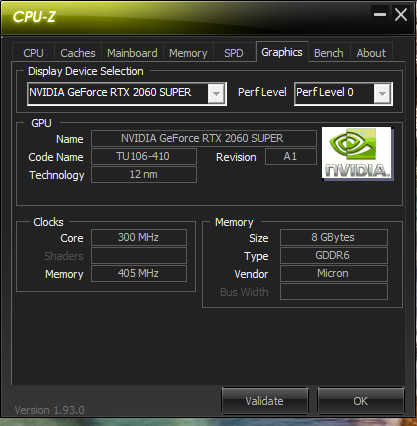 CPU-Z
CPU Caches Mainboard Memory SPD Graphics Bench About
Display Device Selection
NVIDIA GeForce RTX 2060 SUPER Perf Level Perf Level 0
GPU
Name NVIDIA GeForce RTX 2060 SUPER
Code Name TU106-410 Revision A1
Technology 12 nm
NVIDIA.
Clocks
Core 300 MHz
Shaders
Memory 405 MHz
Memory
Size 8 GBytes
Type GDDR6
Vendor Micron
Bus Width
Version 1.93.0
Validate OK